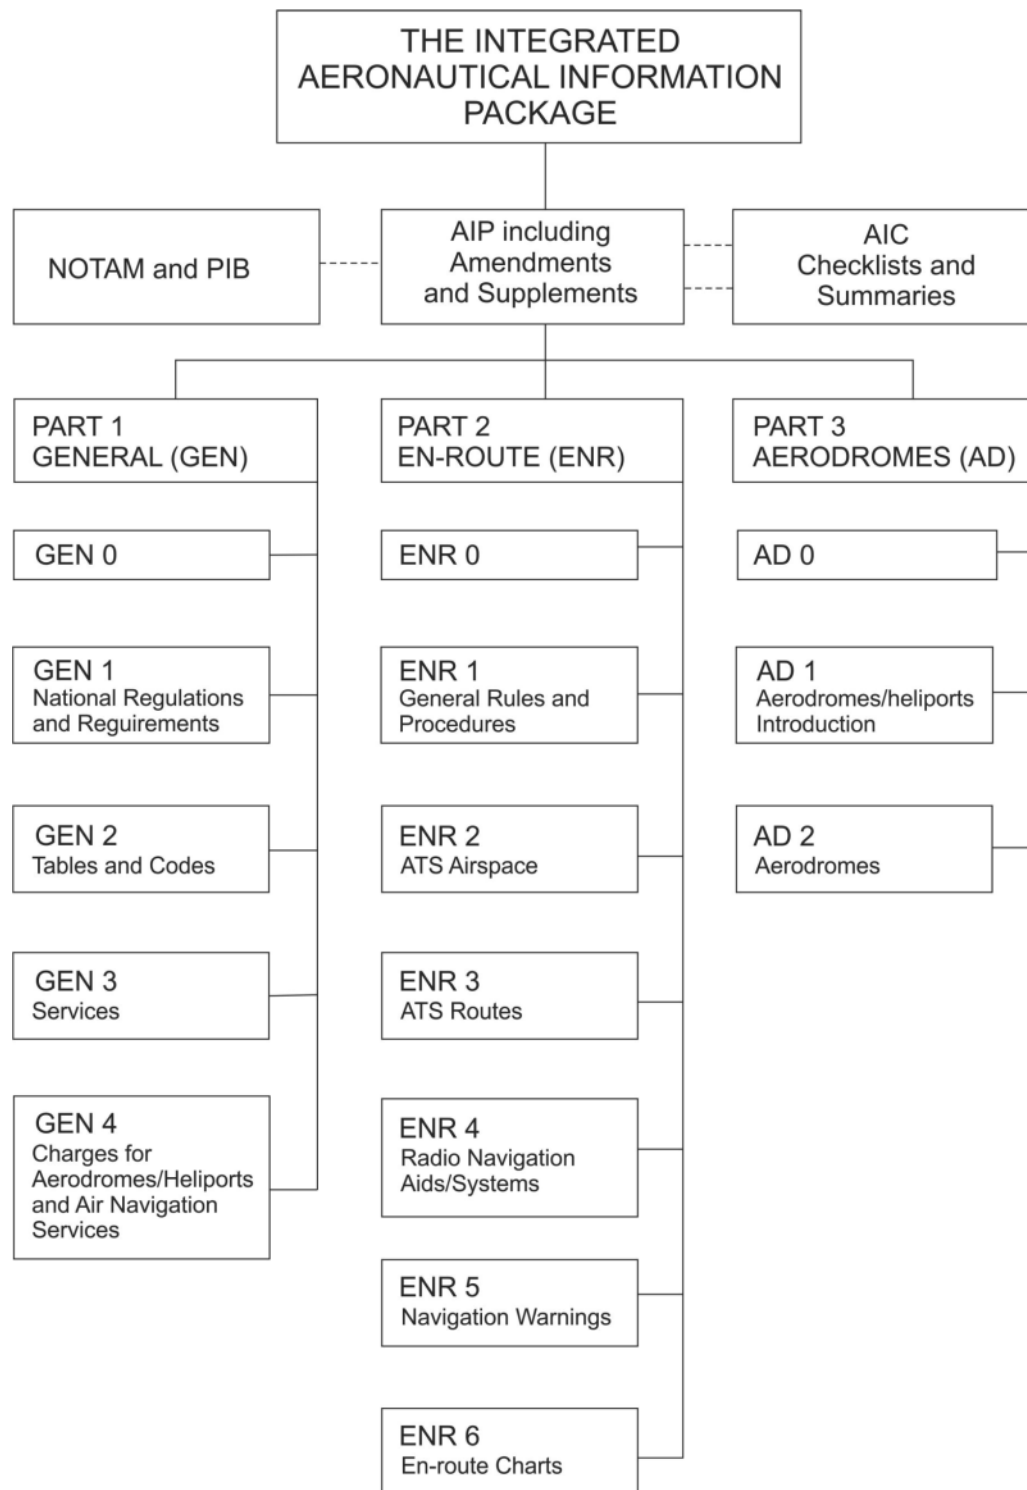 THE INTEGRATED
AERONAUTICAL INFORMATION
PACKAGE
NOTAM and PIB
AIP including
Amendments
and Supplements
AIC
Checklists and
Summaries
PART 1
GENERAL (GEN)
PART 2
EN-ROUTE (ENR)
PART 3
AERODROMES (AD)
GEN 0
ENR 0
AD 0
GEN 1
National Regulations
and Reguirements
ENR 1
General Rules and
Procedures
AD 1
Aerodromes/heliports
Introduction
GEN 2
Tables and Codes
ENR 2
ATS Airspace
AD 2
Aerodromes
GEN 3
Services
ENR 3
ATS Routes
GEN 4
Charges for
Aerodromes/Heliports
and Air Navigation
Services
ENR 4
Radio Navigation
Aids/Systems
ENR 5
Navigation Warnings
ENR 6
En-route Charts